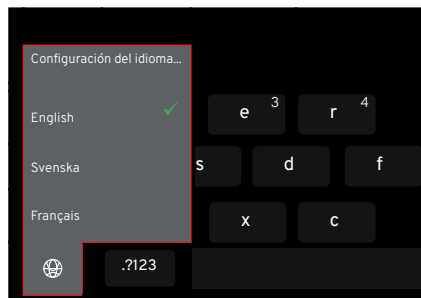 Configuración del idioma...
English
Svenska
Français
e 3 r 4
s d f
x c
.?123